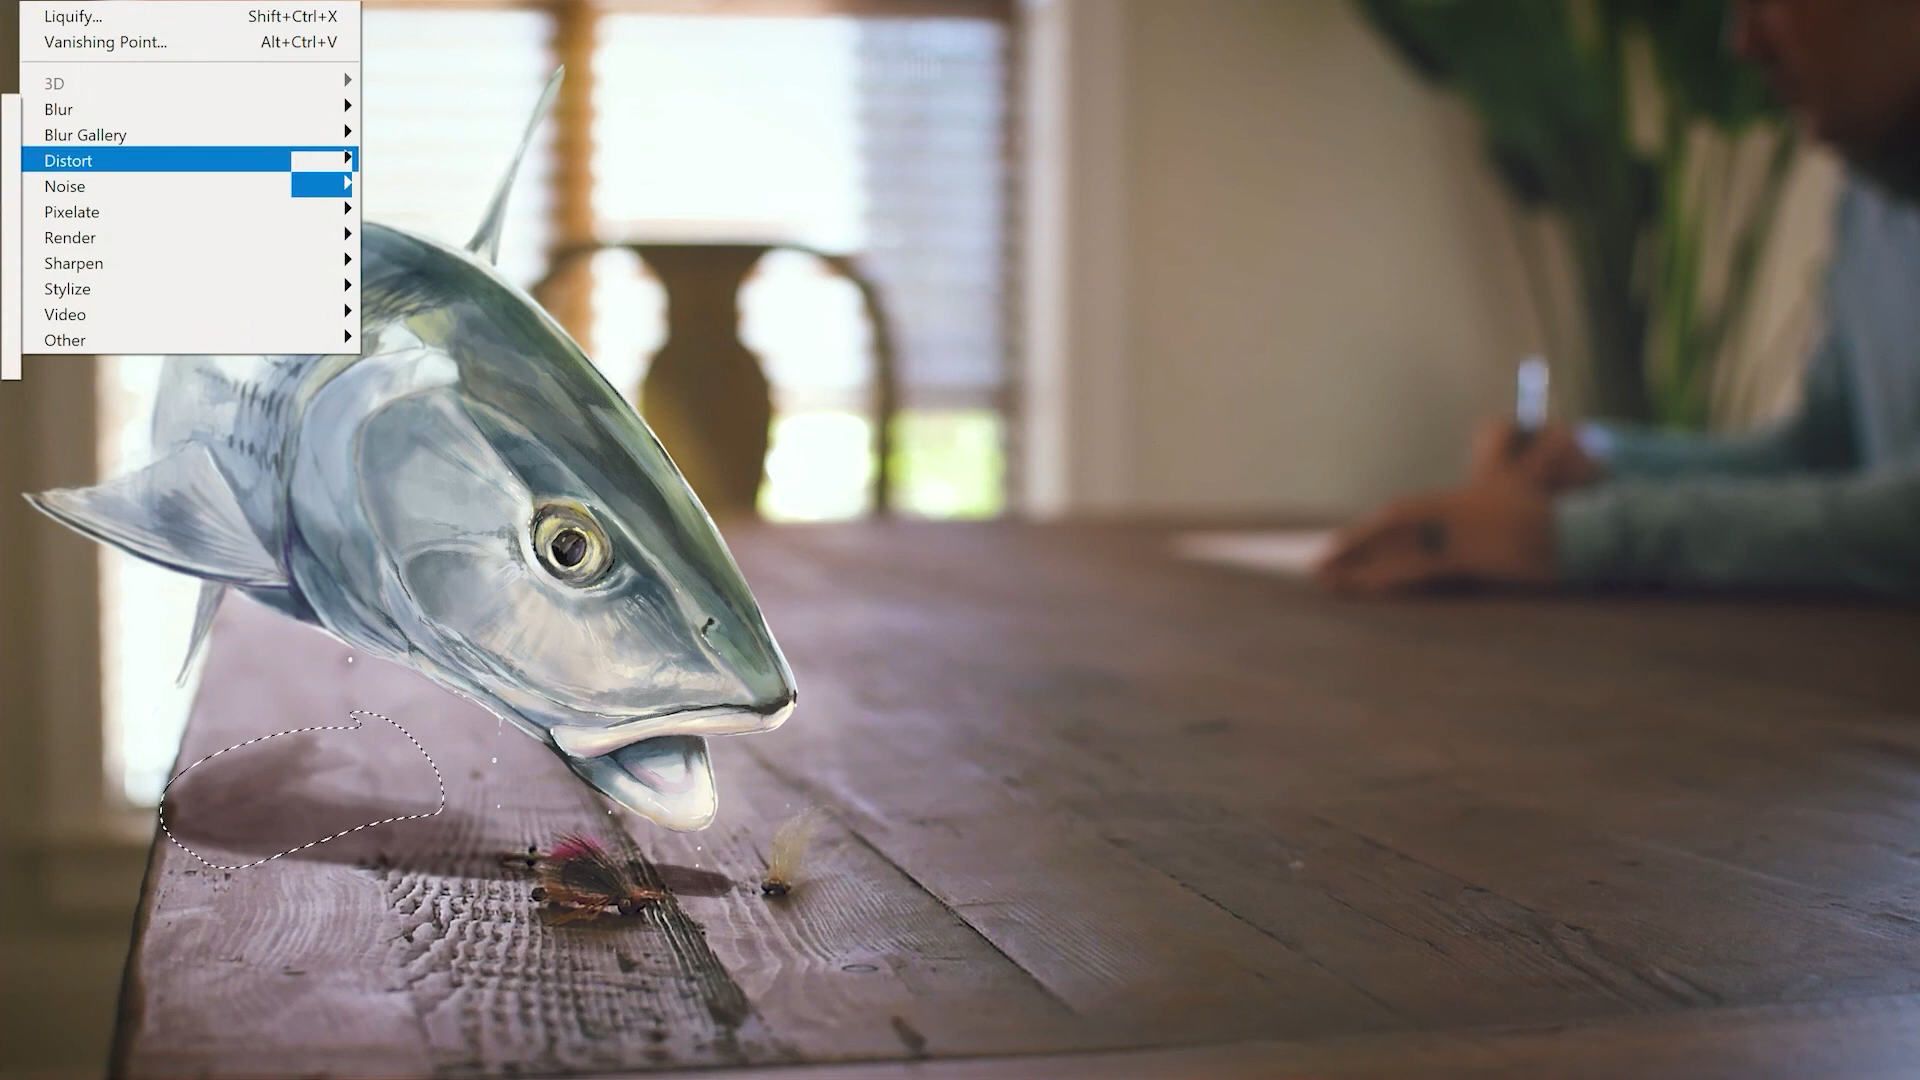 Liquify... Shift+Ctrl+X
Vanishing Point... Alt+Ctrl+V
3D
Blur
Blur Gallery
Distort
Noise
Pixelate
Render
Sharpen
Stylize
Video
Other